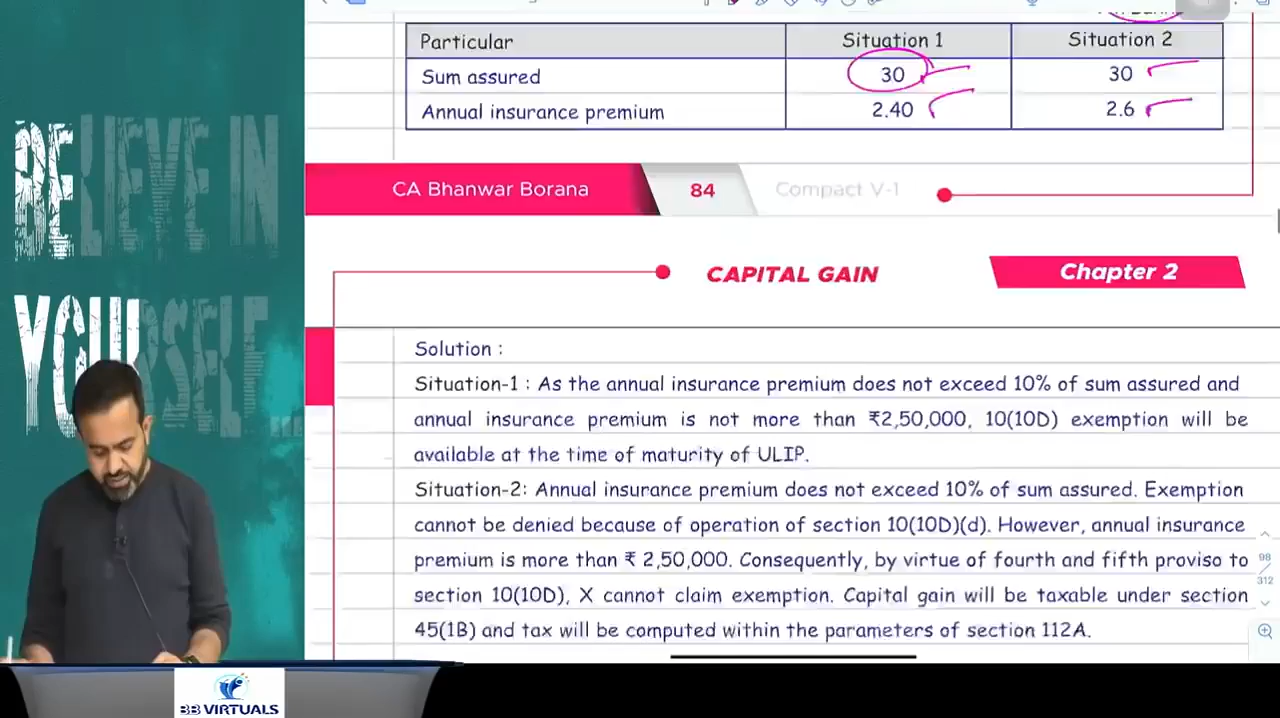 BELIEVE IN
YOURSELF...
Particular Situation 1 Situation 2
Sum assured 30 30
Annual insurance premium 2.40 2.6
CA Bhanwar Borana 84 Compact V-1
CAPITAL GAIN Chapter 2
Solution :
Situation-1 : As the annual insurance premium does not exceed 10% of sum assured and
annual insurance premium is not more than ₹2,50,000, 10(10D) exemption will be
available at the time of maturity of ULIP.
Situation-2: Annual insurance premium does not exceed 10% of sum assured. Exemption
cannot be denied because of operation of section 10(10D)(d). However, annual insurance
premium is more than ₹ 2,50,000. Consequently, by virtue of fourth and fifth proviso to
section 10(10D), X cannot claim exemption. Capital gain will be taxable under section
45(1B) and tax will be computed within the parameters of section 112A.
98
312
BB VIRTUALS